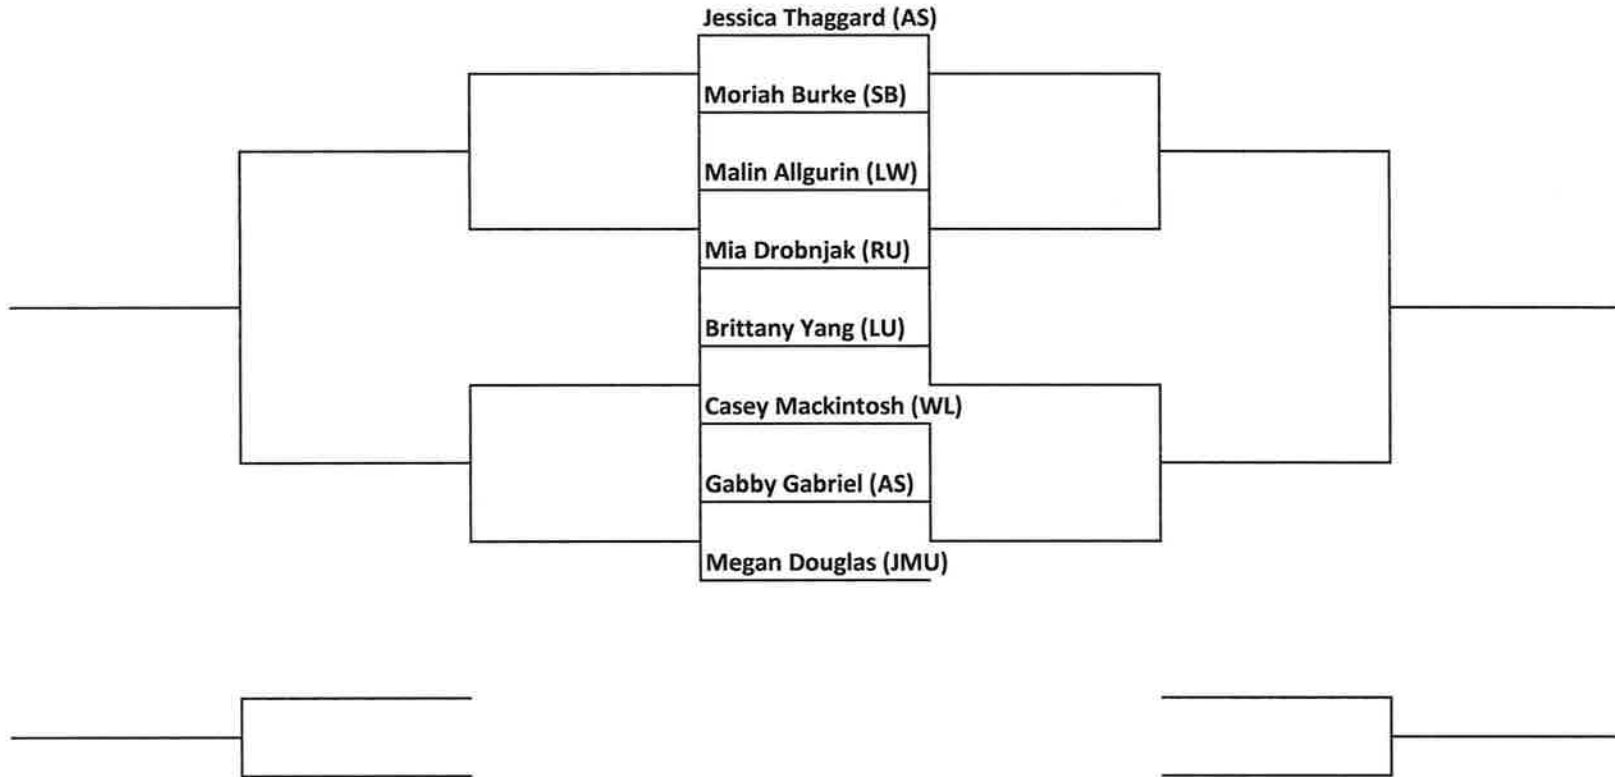 Jessica Thaggard (AS)
Moriah Burke (SB)
Malin Allgurin (LW)
Mia Drobnjak (RU)
Brittany Yang (LU)
Casey Mackintosh (WL)
Gabby Gabriel (AS)
Megan Douglas (JMU)